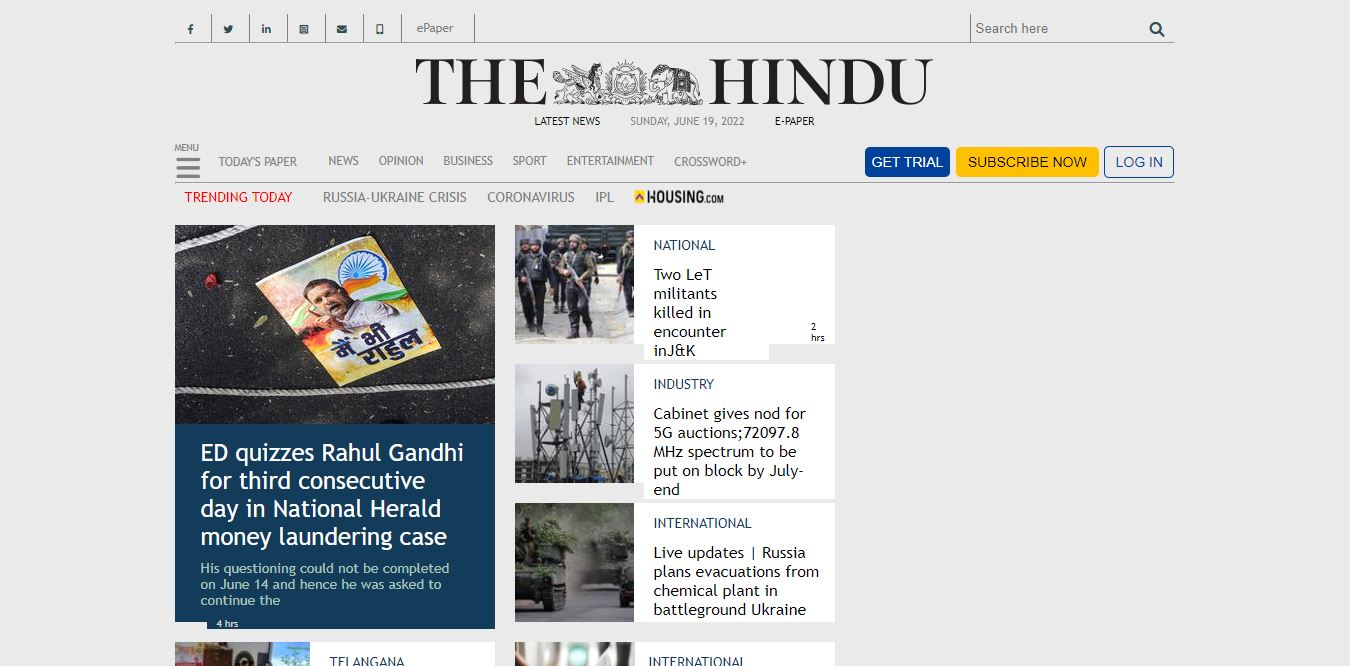 ePaper
Search here
THE HINDU
LATEST NEWS SUNDAY, JUNE 19, 2022 E-PAPER
MENU
TODAY'S PAPER NEWS OPINION BUSINESS SPORT ENTERTAINMENT CROSSWORD+
GET TRIAL SUBSCRIBE NOW LOG IN
TRENDING TODAY RUSSIA-UKRAINE CRISIS CORONAVIRUS IPL HOUSING.COM
मैं भी
राहुल
ED quizzes Rahul Gandhi
for third consecutive
day in National Herald
money laundering case
His questioning could not be completed
on June 14 and hence he was asked to
continue the
4 hrs
NATIONAL
Two LeT
militants
killed in
encounter
inJ&K
2
hrs
INDUSTRY
Cabinet gives nod for
5G auctions;72097.8
MHz spectrum to be
put on block by July-
end
INTERNATIONAL
Live updates | Russia
plans evacuations from
chemical plant in
battleground Ukraine
TELANGANA
INTERNATIONAL